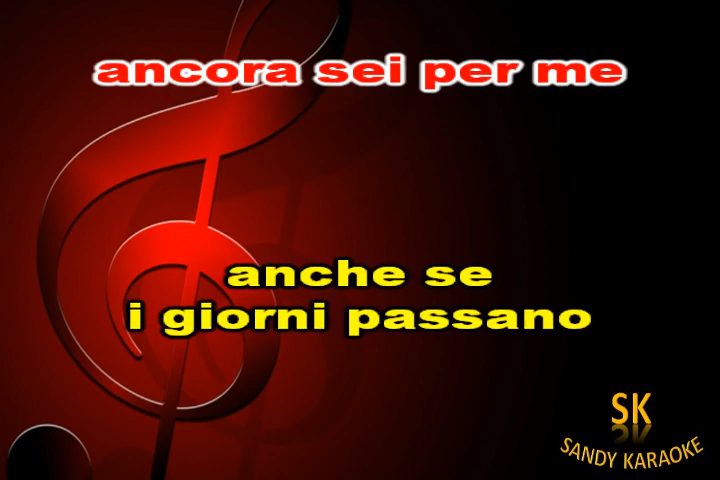 ancora sei per me
anche se
i giorni passano
SK
SANDY KARAOKE